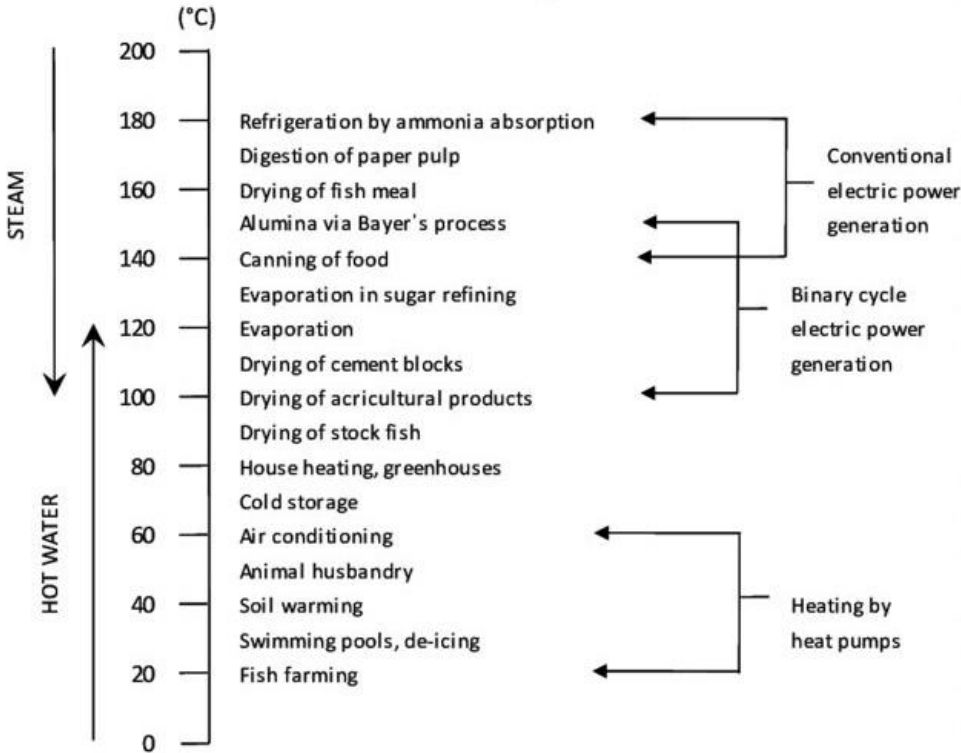 (°C)
200
180 Refrigeration by ammonia absorption
Digestion of paper pulp
160 Drying of fish meal
Alumina via Bayer's process
140 Canning of food
Evaporation in sugar refining
120 Evaporation
Drying of cement blocks
100 Drying of acricultural products
Drying of stock fish
80 House heating, greenhouses
Cold storage
60 Air conditioning
Animal husbandry
40 Soil warming
Swimming pools, de-icing
20 Fish farming
0
STEAM
HOT WATER
Conventional
electric power
generation
Binary cycle
electric power
generation
Heating by
heat pumps